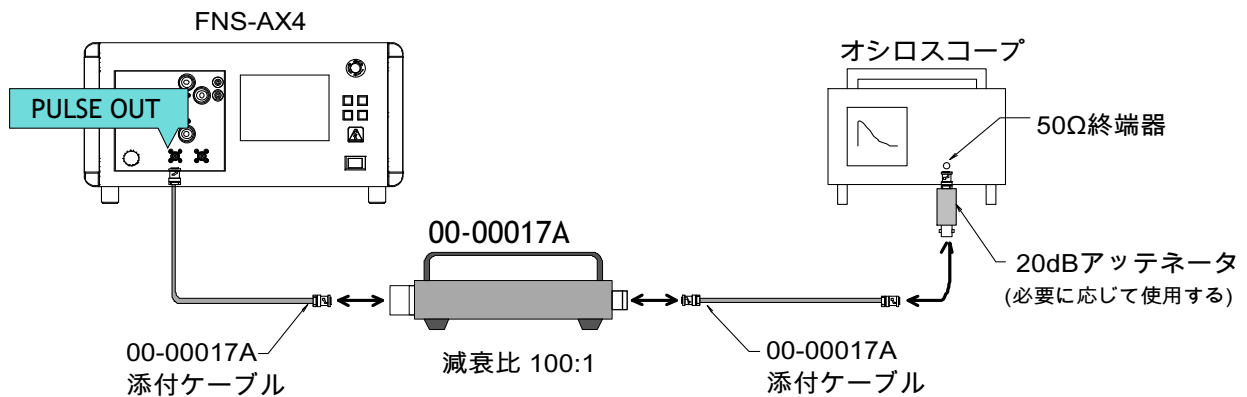 FNS-AX4
オシロスコープ
PULSE OUT
50Ω終端器
00-00017A
20dBアッテネータ
(必要に応じて使用する)
00-00017A
添付ケーブル
減衰比 100:1
00-00017A
添付ケーブル